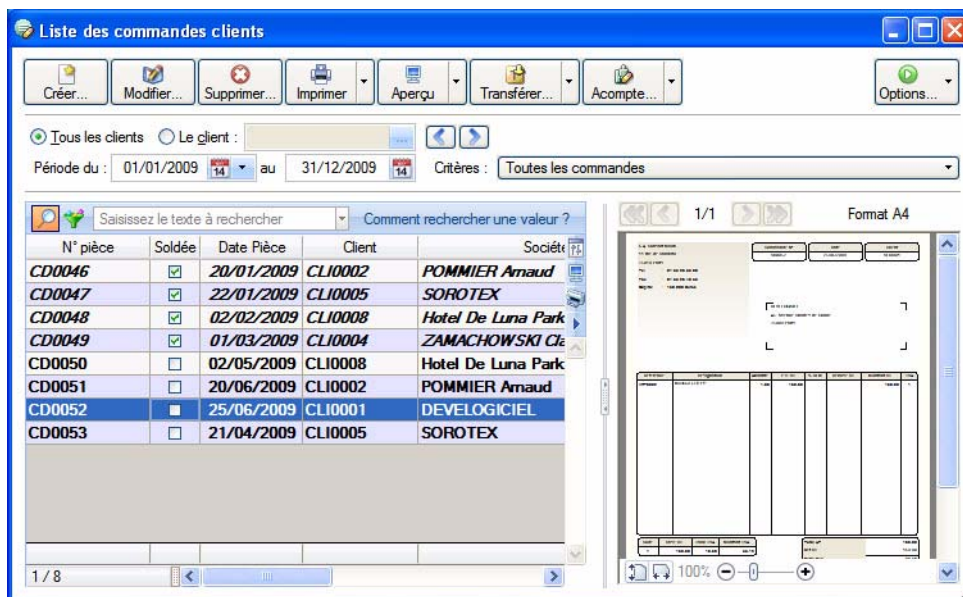 Liste des commandes clients
Créer... Modifier... Supprimer... Imprimer Aperçu Transférer... Acompte... Options...
Tous les clients Le client : ...
Période du : 01/01/2009 14 au 31/12/2009 14 Critères : Toutes les commandes
Saisissez le texte à rechercher Comment rechercher une valeur ? 1/1 Format A4
N° pièce Soldée Date Pièce Client Société
CD0046 20/01/2009 CLI0002 POMMIER Arnaud
CD0047 22/01/2009 CLI0005 SOROTEX
CD0048 02/02/2009 CLI0008 Hotel De Luna Park
CD0049 01/03/2009 CLI0004 ZAMACHOWSKI Cla
CD0050 02/05/2009 CLI0008 Hotel De Luna Park
CD0051 20/06/2009 CLI0002 POMMIER Arnaud
CD0052 25/06/2009 CLI0001 DEVELOGICIEL
CD0053 21/04/2009 CLI0005 SOROTEX
1/8 100%